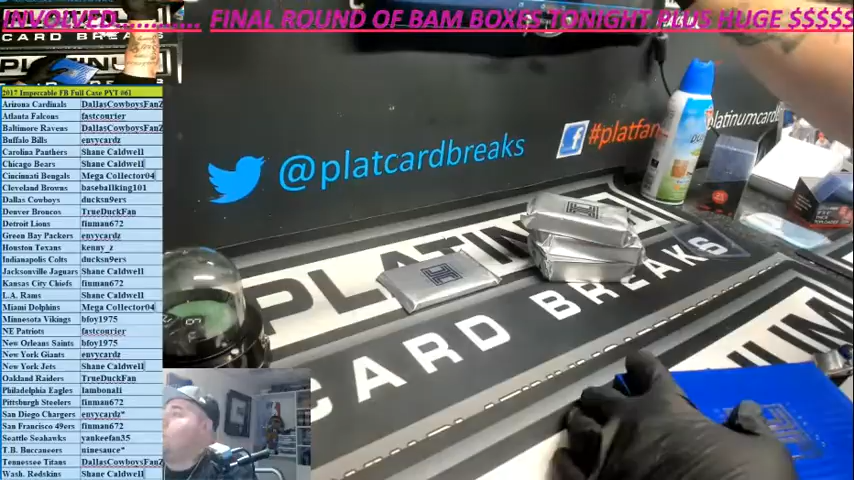 INVOLVED........... FINAL ROUND OF BAM BOXES TONIGHT PLUS HUGE $$$$$
PLATINUM
CARD BREAKS
2017 Impeccable FB Full Case PYT #61
Arizona Cardinals DallasCowboysFanZ
Atlanta Falcons fastcourier
Baltimore Ravens DallasCowboysFanZ
Buffalo Bills envycardz
Carolina Panthers Shane Caldwell
Chicago Bears Shane Caldwell
Cincinnati Bengals Mega Collector04
Cleveland Browns baseballking101
Dallas Cowboys ducksn9ers
Denver Broncos TrueDuckFan
Detroit Lions finman672
Green Bay Packers envycardz
Houston Texans kenny_z
Indianapolis Colts ducksn9ers
Jacksonville Jaguars Shane Caldwell
Kansas City Chiefs finman672
L.A. Rams Shane Caldwell
Miami Dolphins Mega Collector04
Minnesota Vikings bfoy1975
NE Patriots fastcourier
New Orleans Saints bfoy1975
New York Giants envycardz
New York Jets Shane Caldwell
Oakland Raiders TrueDuckFan
Philadelphia Eagles lambonali
Pittsburgh Steelers finman672
San Diego Chargers envycardz*
San Francisco 49ers finman672
Seattle Seahawks yankeefan35
T.B. Buccaneers ninesauce*
Tennessee Titans DallasCowboysFanZ
Wash. Redskins Shane Caldwell
@platcardbreaks
#platfan
platinumcardb
PLATINUM
CARD BREAKS